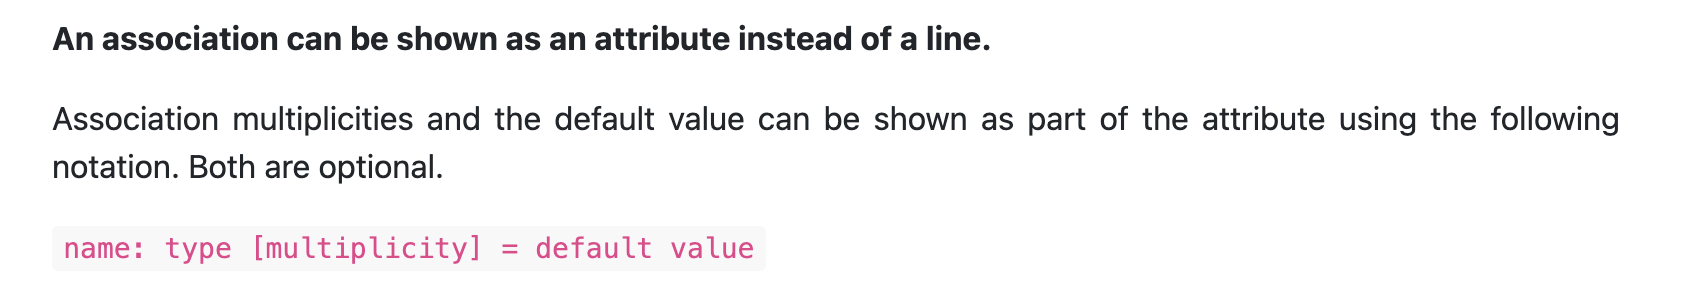 An association can be shown as an attribute instead of a line.
Association multiplicities and the default value can be shown as part of the attribute using the following
notation. Both are optional.
name: type [multiplicity] = default value